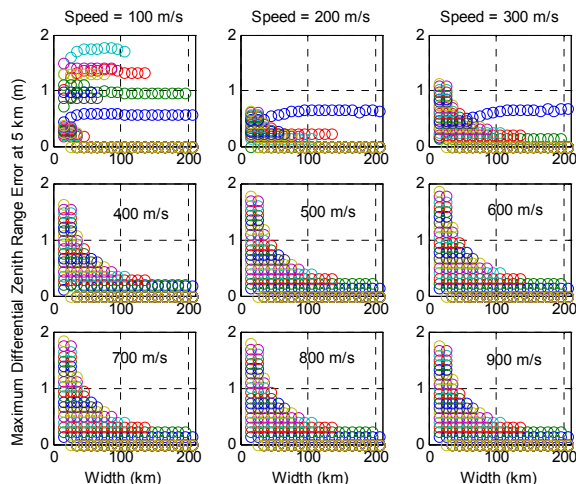 Speed = 100 m/s Speed = 200 m/s Speed = 300 m/s
2 2 2
1 1 1
0 0 0
0 100 200 0 100 200 0 100 200
Maximum Differential Zenith Range Error at 5 km (m)
2 2 2
400 m/s 500 m/s 600 m/s
1 1 1
0 0 0
0 100 200 0 100 200 0 100 200
2 2 2
700 m/s 800 m/s 900 m/s
1 1 1
0 0 0
0 100 200 0 100 200 0 100 200
Width (km) Width (km) Width (km)